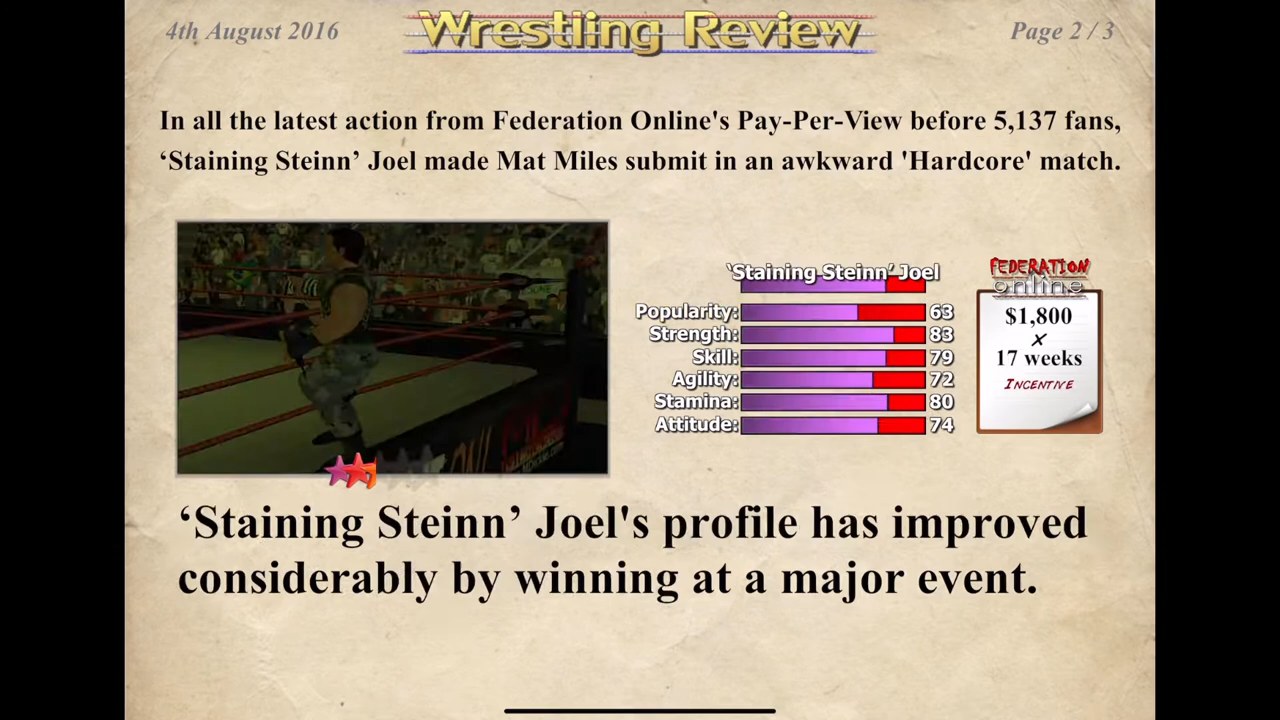 4th August 2016
Wrestling Review
Page 2 / 3
In all the latest action from Federation Online's Pay-Per-View before 5,137 fans,
‘Staining Steinn’ Joel made Mat Miles submit in an awkward 'Hardcore' match.
‘Staining Steinn’ Joel
Popularity: 63
Strength: 83
Skill: 79
Agility: 72
Stamina: 80
Attitude: 74
FEDERATION
online
$1,800
x
17 weeks
INCENTIVE
‘Staining Steinn’ Joel's profile has improved
considerably by winning at a major event.